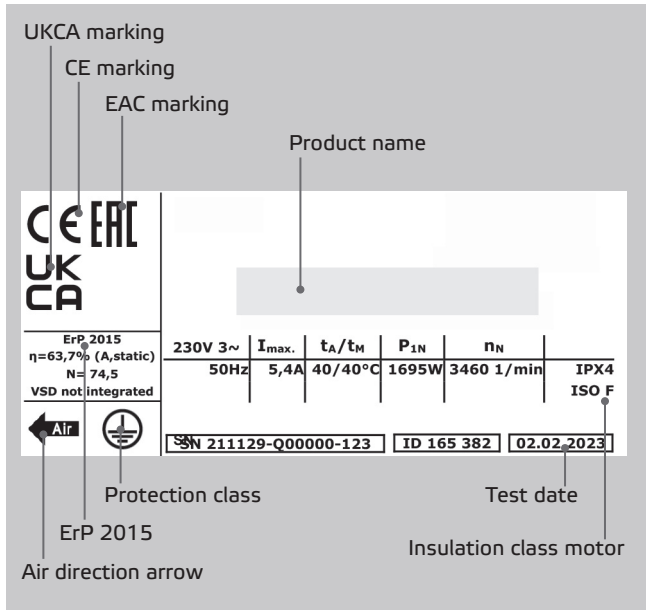 UKCA marking
CE marking
EAC marking
Product name
CE EAC
UK
CA
ErP 2015
η=63,7% (A,static)
N= 74,5
VSD not integrated
230V 3~ Imax. tA/tM P1N nN
50Hz 5,4A 40/40°C 1695W 3460 1/min IPX4
ISO F
Air
SN
SN 211129-Q00000-123 ID 165 382 02.02.2023
Protection class
Test date
ErP 2015
Insulation class motor
Air direction arrow